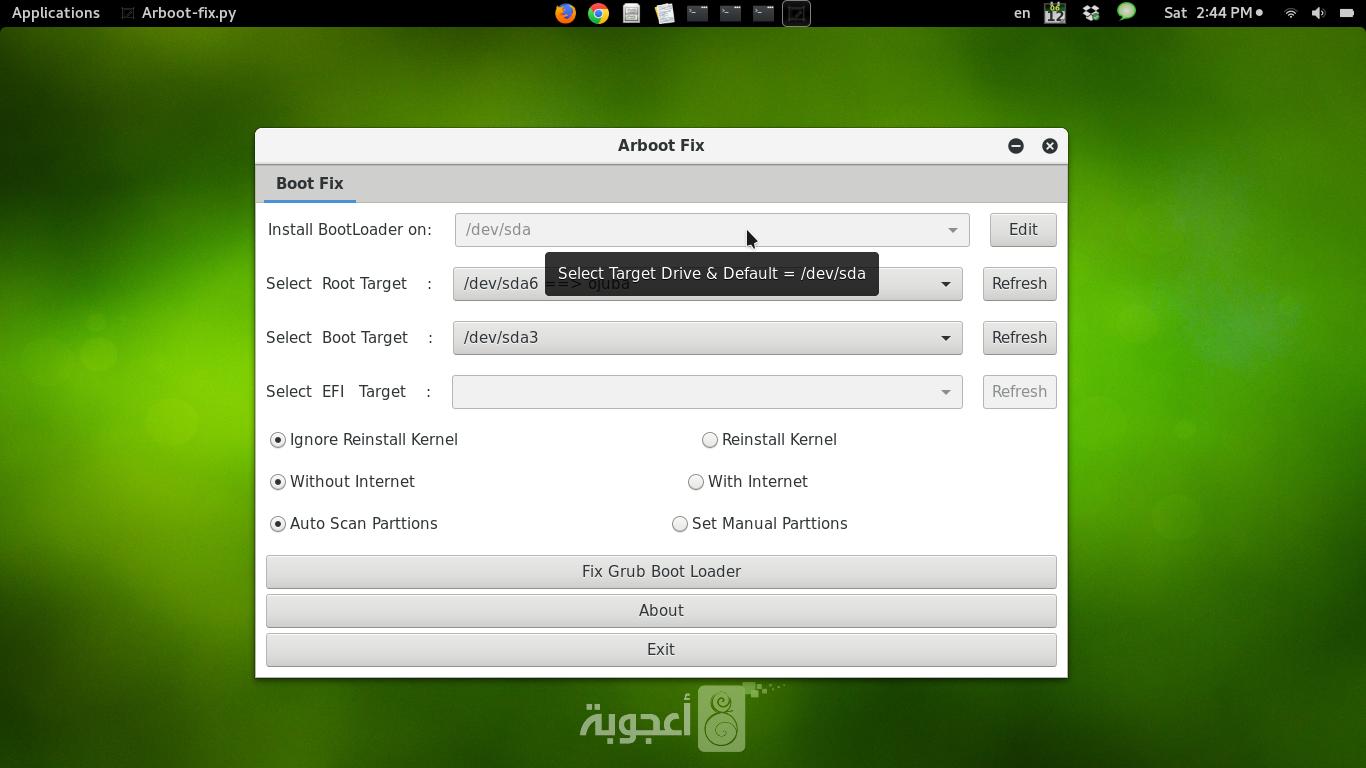 Applications Arboot-fix.py en 06 12 Sat 2:44 PM
Arboot Fix
Boot Fix
Install BootLoader on: /dev/sda Edit
Select Target Drive & Default = /dev/sda
Select Root Target : /dev/sda6 ==> ojuba Refresh
Select Boot Target : /dev/sda3 Refresh
Select EFI Target : Refresh
Ignore Reinstall Kernel Reinstall Kernel
Without Internet With Internet
Auto Scan Parttions Set Manual Parttions
Fix Grub Boot Loader
About
Exit
أعجوبة